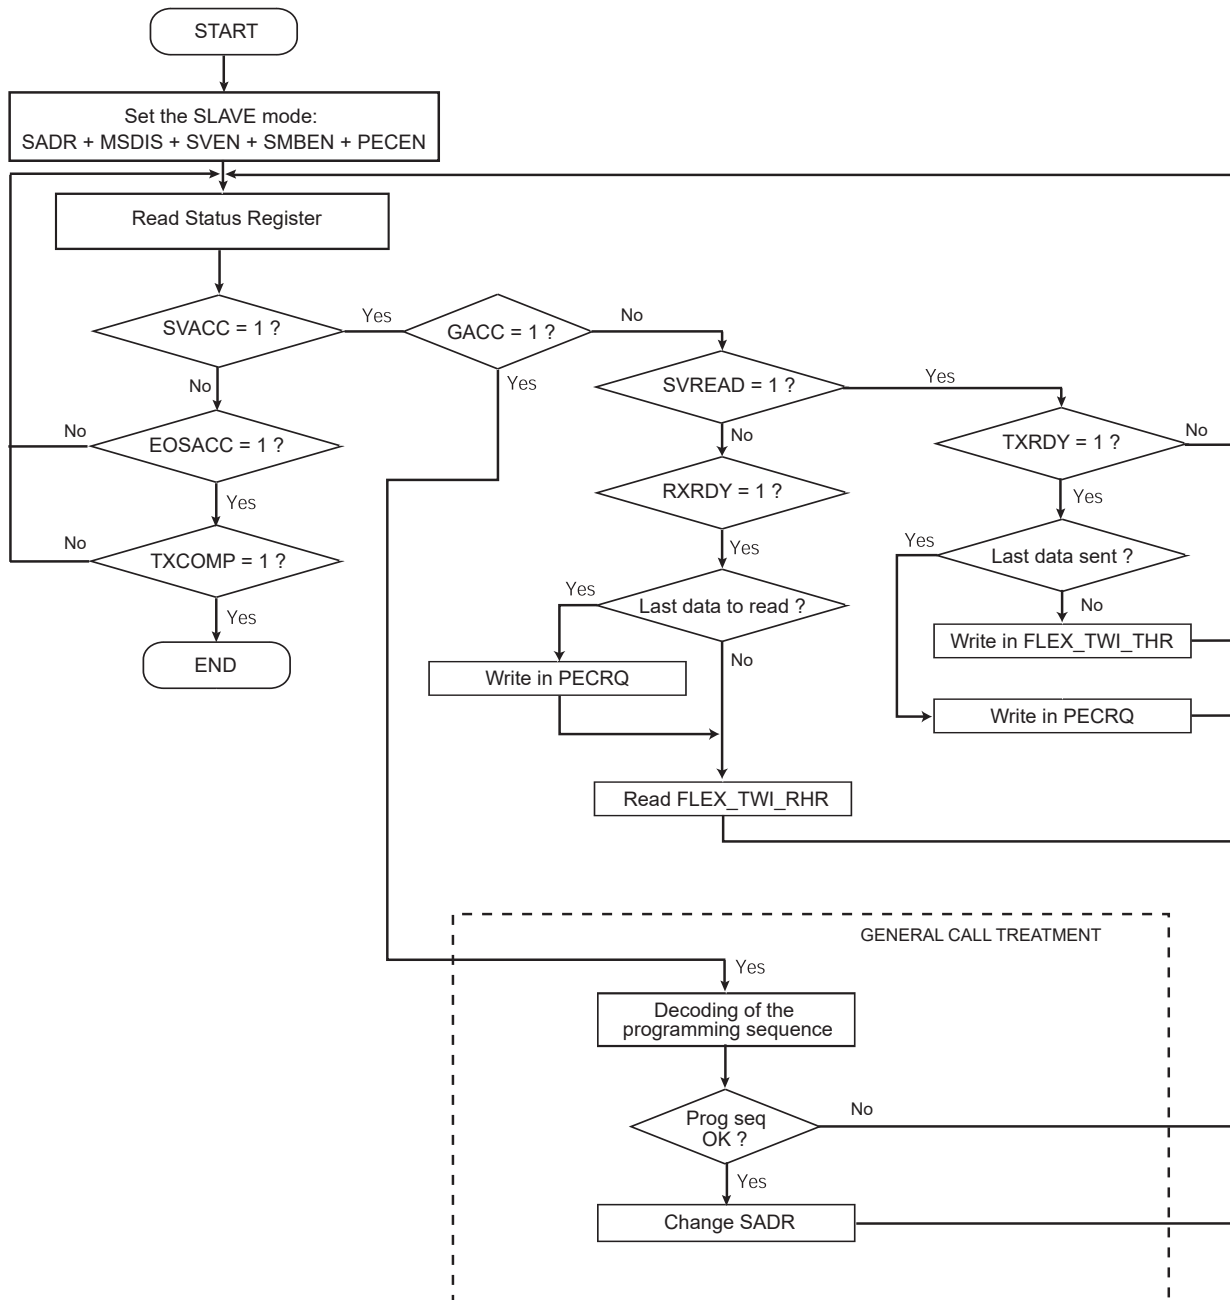 START
Set the SLAVE mode:
SADR + MSDIS + SVEN + SMBEN + PECEN
Read Status Register
SVACC = 1 ?
Yes
GACC = 1 ?
No
No
Yes
SVREAD = 1 ?
Yes
No
EOSACC = 1 ?
No
TXRDY = 1 ?
No
Yes
RXRDY = 1 ?
Yes
No
TXCOMP = 1 ?
Yes
Yes
Last data sent ?
Yes
Yes
Last data to read ?
No
Write in FLEX_TWI_THR
END
No
Write in PECRQ
Write in PECRQ
Read FLEX_TWI_RHR
GENERAL CALL TREATMENT
Yes
Decoding of the
programming sequence
Prog seq
OK ?
No
Yes
Change SADR